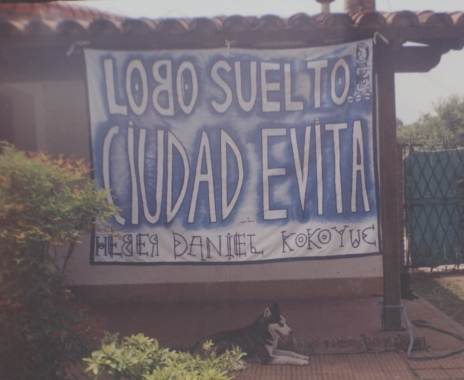 LOBO SUELTO
CIUDAD EVITA
HEBER DANIEL KOKOYWE